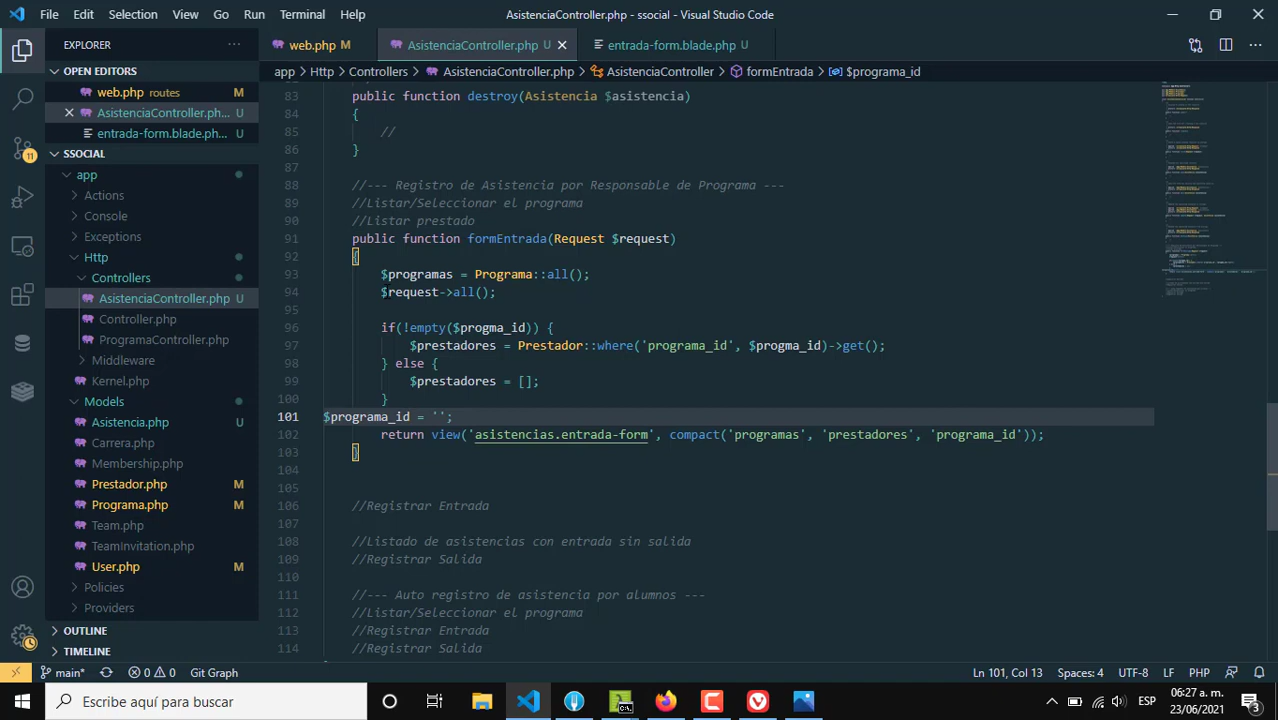 File Edit Selection View Go Run Terminal Help AsistenciaController.php - ssocial - Visual Studio Code
EXPLORER
OPEN EDITORS
web.php routes M
AsistenciaController.ph... U
entrada-form.blade.ph... U
SSOCIAL
app
Actions
Console
Exceptions
Http
Controllers
AsistenciaController.php U
Controller.php
ProgramaController.php
Middleware
Kernel.php
Models
Asistencia.php U
Carrera.php
Membership.php
Prestador.php M
Programa.php M
Team.php
TeamInvitation.php
User.php M
Policies
Providers
OUTLINE
TIMELINE
11
web.php M AsistenciaController.php U entrada-form.blade.php U
app > Http > Controllers > AsistenciaController.php > AsistenciaController > formEntrada > $programa_id
83 public function destroy(Asistencia $asistencia)
84 {
85 //
86 }
87
88 //--- Registro de Asistencia por Responsable de Programa ---
89 //Listar/Seleccionar el programa
90 //Listar prestado
91 public function formEntrada(Request $request)
92 {
93 $programas = Programa::all();
94 $request->all();
95
96 if(!empty($progma_id)) {
97 $prestadores = Prestador::where('programa_id', $progma_id)->get();
98 } else {
99 $prestadores = [];
100 }
101 $programa_id = '';
102 return view('asistencias.entrada-form', compact('programas', 'prestadores', 'programa_id'));
103 }
104
105
106 //Registrar Entrada
107
108 //Listado de asistencias con entrada sin salida
109 //Registrar Salida
110
111 //--- Auto registro de asistencia por alumnos ---
112 //Listar/Seleccionar el programa
113 //Registrar Entrada
114 //Registrar Salida
main* 0 0 Git Graph Ln 101, Col 13 Spaces: 4 UTF-8 LF PHP
Escribe aquí para buscar
ESP
06:27 a. m.
23/06/2021
3